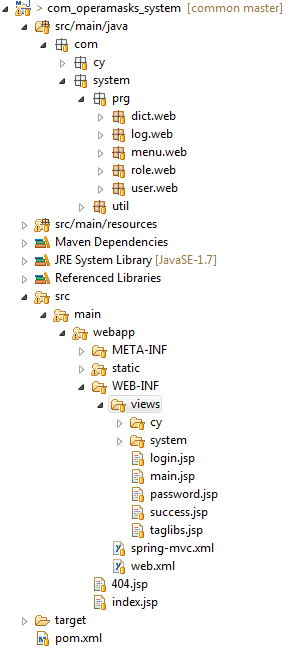 > com_operamasks_system [common master]
src/main/java
com
cy
system
prg
dict.web
log.web
menu.web
role.web
user.web
util
src/main/resources
Maven Dependencies
JRE System Library [JavaSE-1.7]
Referenced Libraries
src
main
webapp
META-INF
static
WEB-INF
views
cy
system
login.jsp
main.jsp
password.jsp
success.jsp
taglibs.jsp
spring-mvc.xml
web.xml
404.jsp
index.jsp
target
pom.xml